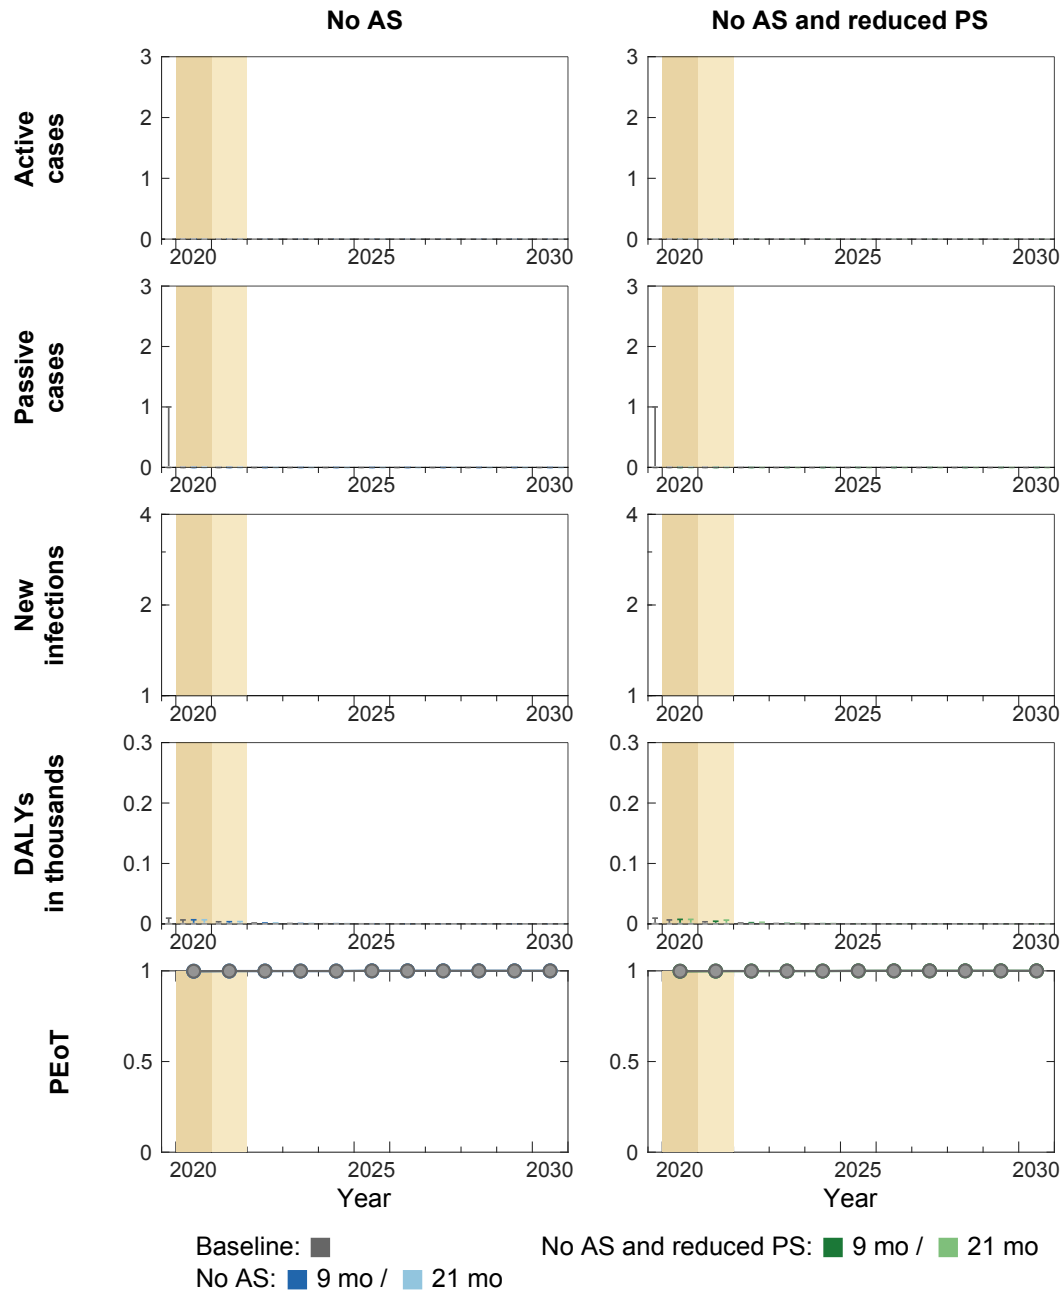 No AS
No AS and reduced PS
Active
cases
3
2
1
0
2020 2025 2030
3
2
1
0
2020 2025 2030
Passive
cases
3
2
1
0
2020 2025 2030
3
2
1
0
2020 2025 2030
New
infections
4
2
1
2020 2025 2030
4
2
1
2020 2025 2030
DALYs
in thousands
0.3
0.2
0.1
0
2020 2025 2030
0.3
0.2
0.1
0
2020 2025 2030
PEoT
1
0.5
0
2020 2025 2030
Year
1
0.5
0
2020 2025 2030
Year
Baseline:
No AS: 9 mo / 21 mo
No AS and reduced PS: 9 mo / 21 mo